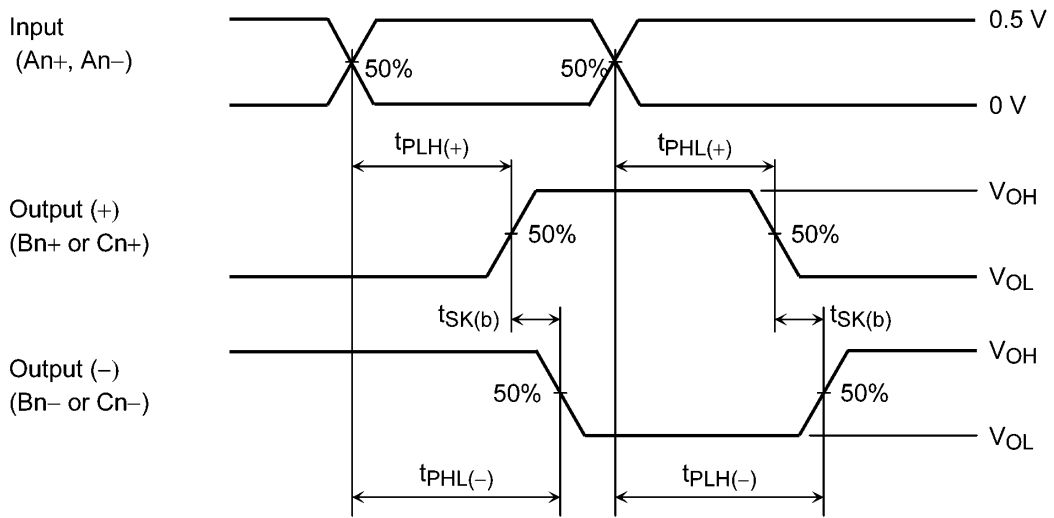 Input
(An+, An−)
50%
50%
0.5 V
0 V
tPLH(+)
tPHL(+)
Output (+)
(Bn+ or Cn+)
50%
50%
VOH
VOL
tSK(b)
tSK(b)
Output (−)
(Bn− or Cn−)
50%
50%
VOH
VOL
tPHL(−)
tPLH(−)